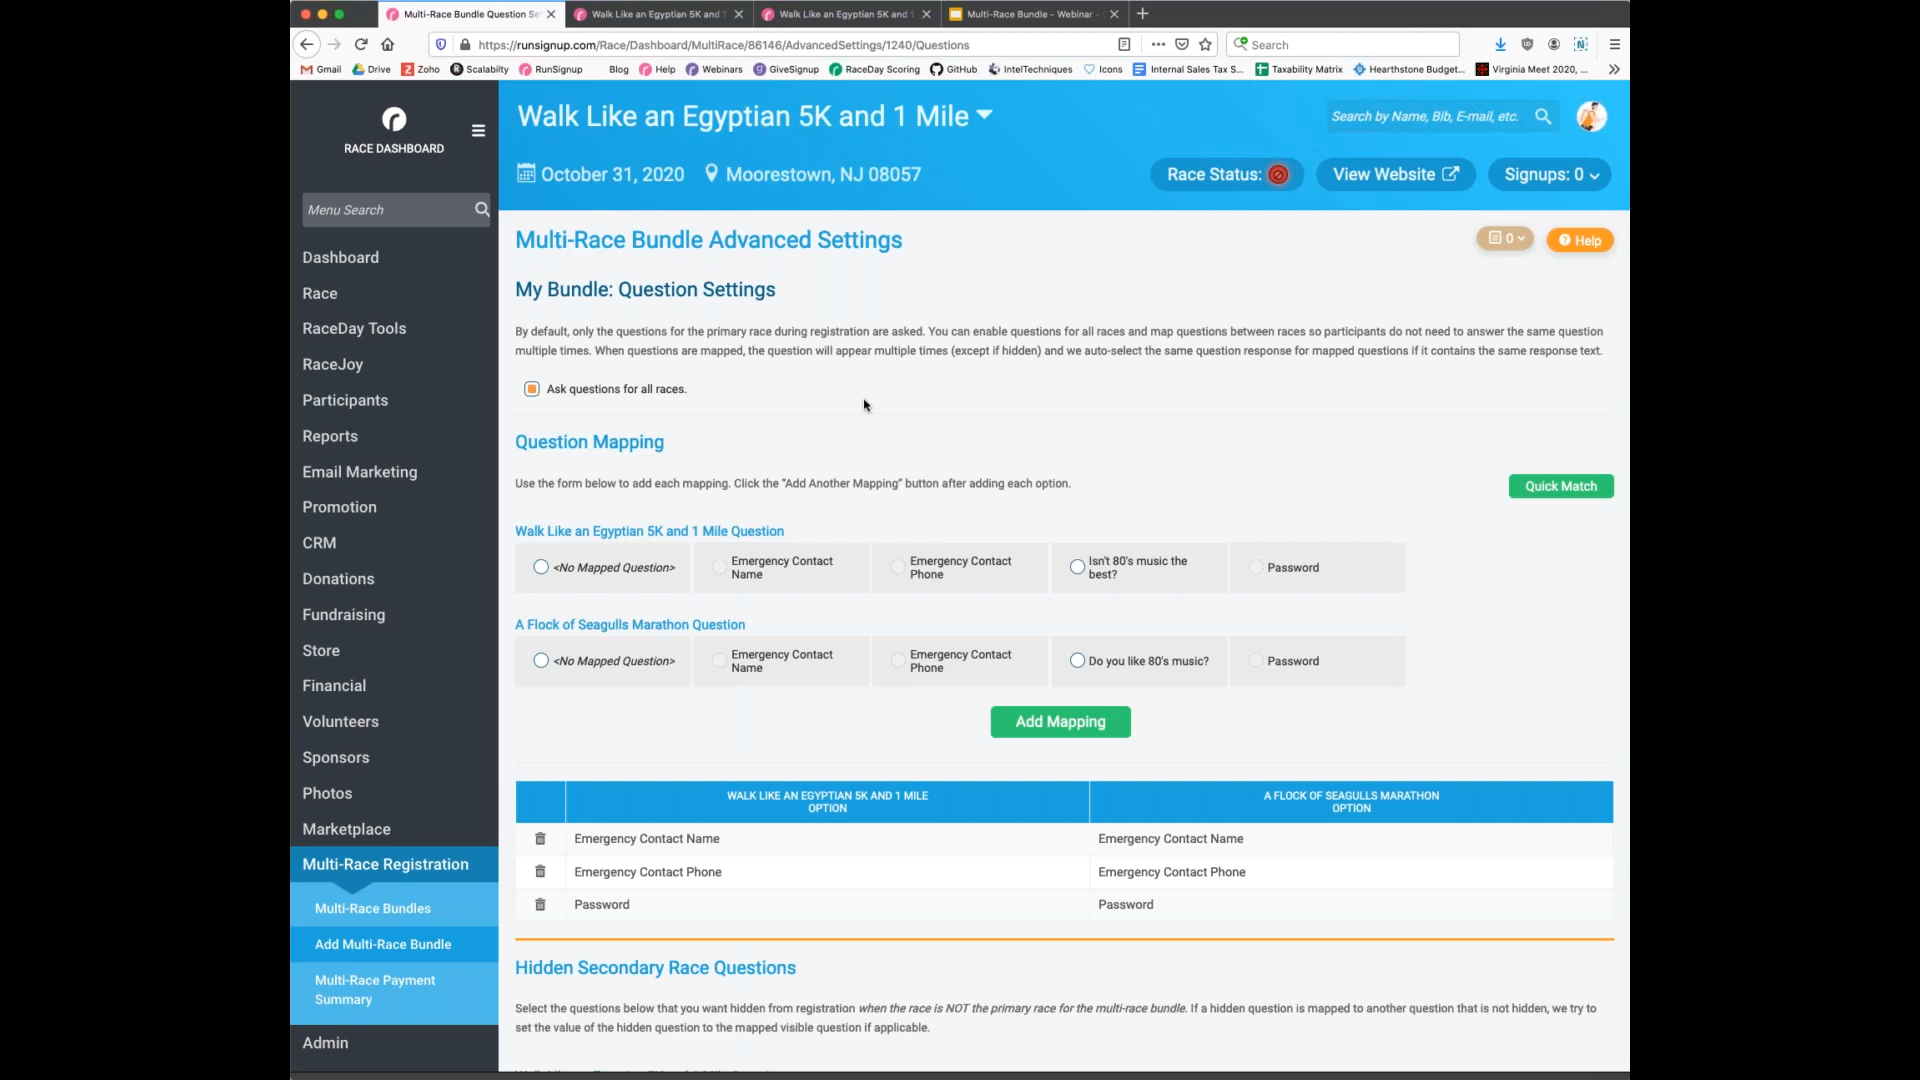 Multi-Race Bundle Question Se
Walk Like an Egyptian 5K and 1
Walk Like an Egyptian 5K and 1
Multi-Race Bundle - Webinar -
https://runsignup.com/Race/Dashboard/MultiRace/86146/AdvancedSettings/1240/Questions
Search
Gmail
Drive
Zoho
Scalability
RunSignup
Blog
Help
Webinars
GiveSignup
RaceDay Scoring
GitHub
IntelTechniques
Icons
Internal Sales Tax S...
Taxability Matrix
Hearthstone Budget...
Virginia Meet 2020, ...
RACE DASHBOARD
Menu Search
Dashboard
Race
RaceDay Tools
RaceJoy
Participants
Reports
Email Marketing
Promotion
CRM
Donations
Fundraising
Store
Financial
Volunteers
Sponsors
Photos
Marketplace
Multi-Race Registration
Multi-Race Bundles
Add Multi-Race Bundle
Multi-Race Payment
Summary
Admin
Walk Like an Egyptian 5K and 1 Mile
Search by Name, Bib, E-mail, etc.
October 31, 2020
Moorestown, NJ 08057
Race Status:
View Website
Signups: 0
Multi-Race Bundle Advanced Settings
0
Help
My Bundle: Question Settings
By default, only the questions for the primary race during registration are asked. You can enable questions for all races and map questions between races so participants do not need to answer the same question
multiple times. When questions are mapped, the question will appear multiple times (except if hidden) and we auto-select the same question response for mapped questions if it contains the same response text.
Ask questions for all races.
Question Mapping
Use the form below to add each mapping. Click the "Add Another Mapping" button after adding each option.
Quick Match
Walk Like an Egyptian 5K and 1 Mile Question
<No Mapped Question>
Emergency Contact
Name
Emergency Contact
Phone
Isn't 80's music the
best?
Password
A Flock of Seagulls Marathon Question
<No Mapped Question>
Emergency Contact
Name
Emergency Contact
Phone
Do you like 80's music?
Password
Add Mapping
WALK LIKE AN EGYPTIAN 5K AND 1 MILE
OPTION
A FLOCK OF SEAGULLS MARATHON
OPTION
Emergency Contact Name
Emergency Contact Name
Emergency Contact Phone
Emergency Contact Phone
Password
Password
Hidden Secondary Race Questions
Select the questions below that you want hidden from registration when the race is NOT the primary race for the multi-race bundle. If a hidden question is mapped to another question that is not hidden, we try to
set the value of the hidden question to the mapped visible question if applicable.